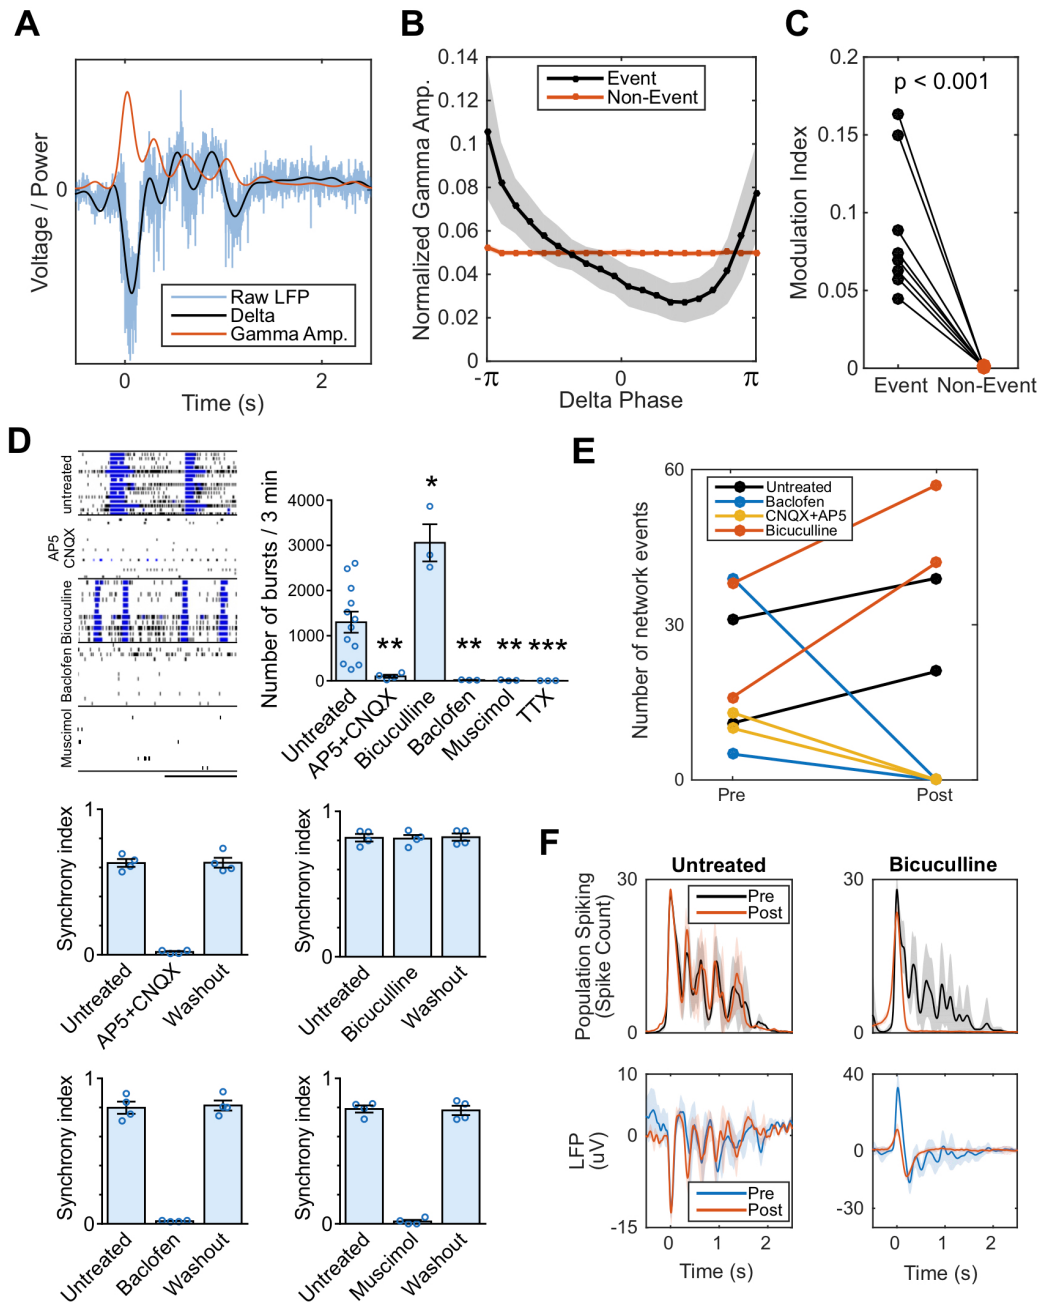 A
Voltage / Power
0
Raw LFP
Delta
Gamma Amp.
0
2
Time (s)
B
Normalized Gamma Amp.
0.14
0.12
0.1
0.08
0.06
0.04
0.02
0
Event
Non-Event
-π
0
π
Delta Phase
C
Modulation Index
0.2
0.15
0.1
0.05
0
p < 0.001
Event
Non-Event
D
untreated
AP5
CNQX
Bicuculline
Baclofen
Muscimol
Number of bursts / 3 min
4000
3000
2000
1000
0
*
**
**
**
***
Untreated
AP5+CNQX
Bicuculline
Baclofen
Muscimol
TTX
Synchrony index
1
0
Untreated
AP5+CNQX
Washout
Synchrony index
1
0
Untreated
Bicuculline
Washout
Synchrony index
1
0
Untreated
Baclofen
Washout
Synchrony index
1
0
Untreated
Muscimol
Washout
E
Number of network events
60
30
0
Untreated
Baclofen
CNQX+AP5
Bicuculline
Pre
Post
F
Untreated
Bicuculline
Population Spiking
(Spike Count)
30
0
Pre
Post
30
0
LFP
(uV)
10
0
-15
Pre
Post
0
1
2
Time (s)
40
0
-30
0
1
2
Time (s)